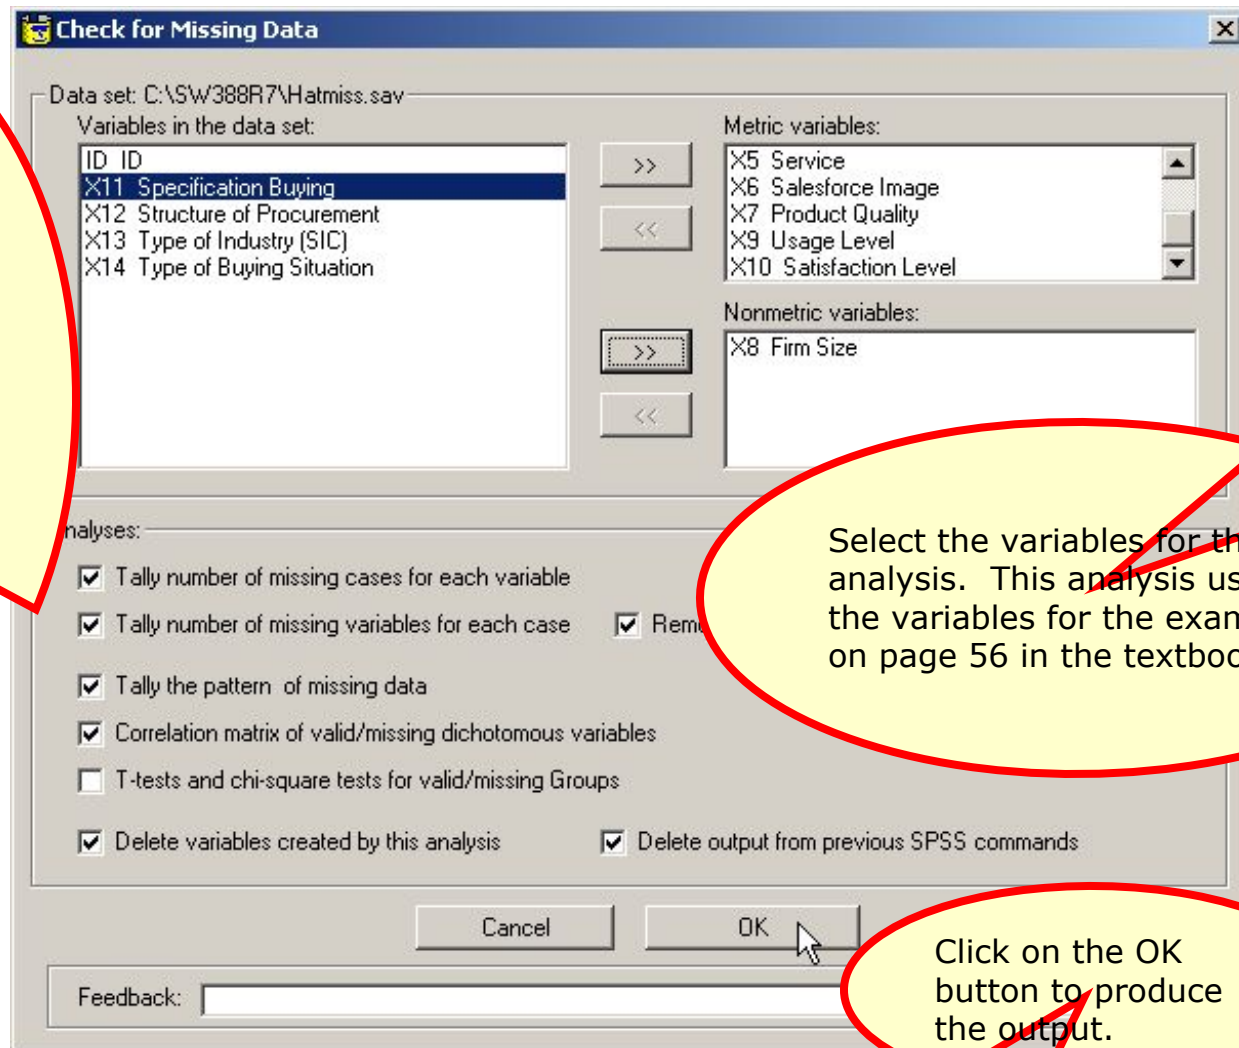 Check for Missing Data
Data set: C:\SW388R7\Hatmiss.sav
Variables in the data set:
ID ID
X11 Specification Buying
X12 Structure of Procurement
X13 Type of Industry (SIC)
X14 Type of Buying Situation
>>
<<
Metric variables:
X5 Service
X6 Salesforce Image
X7 Product Quality
X9 Usage Level
X10 Satisfaction Level
>>
<<
Nonmetric variables:
X8 Firm Size
Select the variables for
analysis. This analysis
the variables for the
on page 56 in the
Tally number of missing cases for each variable
Tally number of missing variables for each case
Tally the pattern of missing data
Correlation matrix of valid/missing dichotomous variables
T-tests and chi-square tests for valid/missing Groups
Delete variables created by this analysis
Delete output from previous SPSS commands
Cancel
OK
Click on the OK
button to produce
the output.
Feedback: